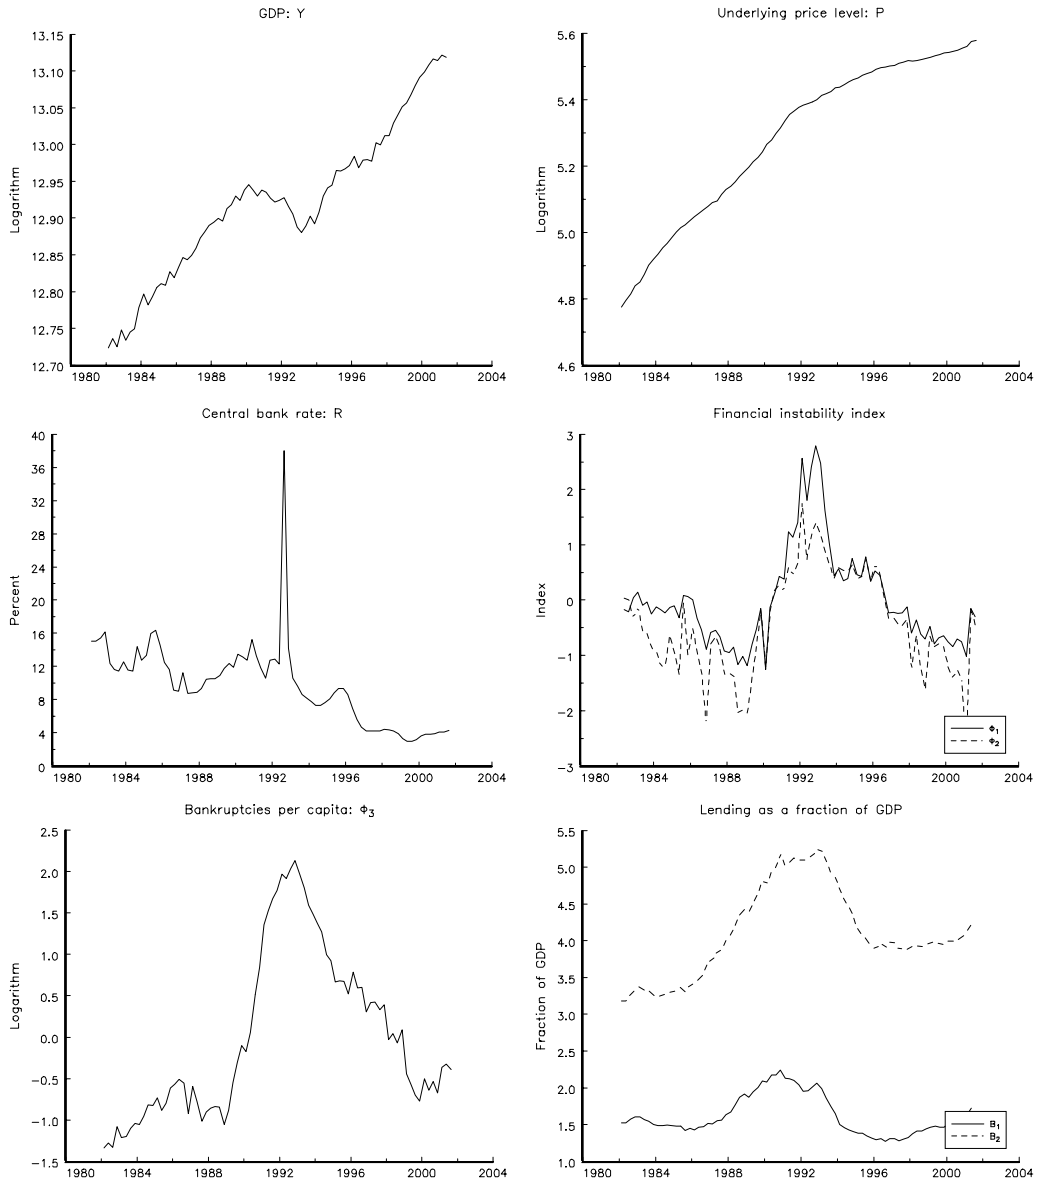 GDP: Y
Underlying price level: P
13.15
13.10
13.05
13.00
12.95
12.90
12.85
12.80
12.75
12.70
Logarithm
1980 1984 1988 1992 1996 2000 2004
5.6
5.4
5.2
5.0
4.8
4.6
Logarithm
1980 1984 1988 1992 1996 2000 2004
Central bank rate: R
Financial instability index
40
36
32
28
24
20
16
12
8
4
0
Percent
1980 1984 1988 1992 1996 2000 2004
3
2
1
0
−1
−2
−3
Index
Φ1
Φ2
1980 1984 1988 1992 1996 2000 2004
Bankruptcies per capita: Φ3
Lending as a fraction of GDP
2.5
2.0
1.5
1.0
0.5
0.0
−0.5
−1.0
−1.5
Logarithm
1980 1984 1988 1992 1996 2000 2004
5.5
5.0
4.5
4.0
3.5
3.0
2.5
2.0
1.5
1.0
Fraction of GDP
B1
B2
1980 1984 1988 1992 1996 2000 2004